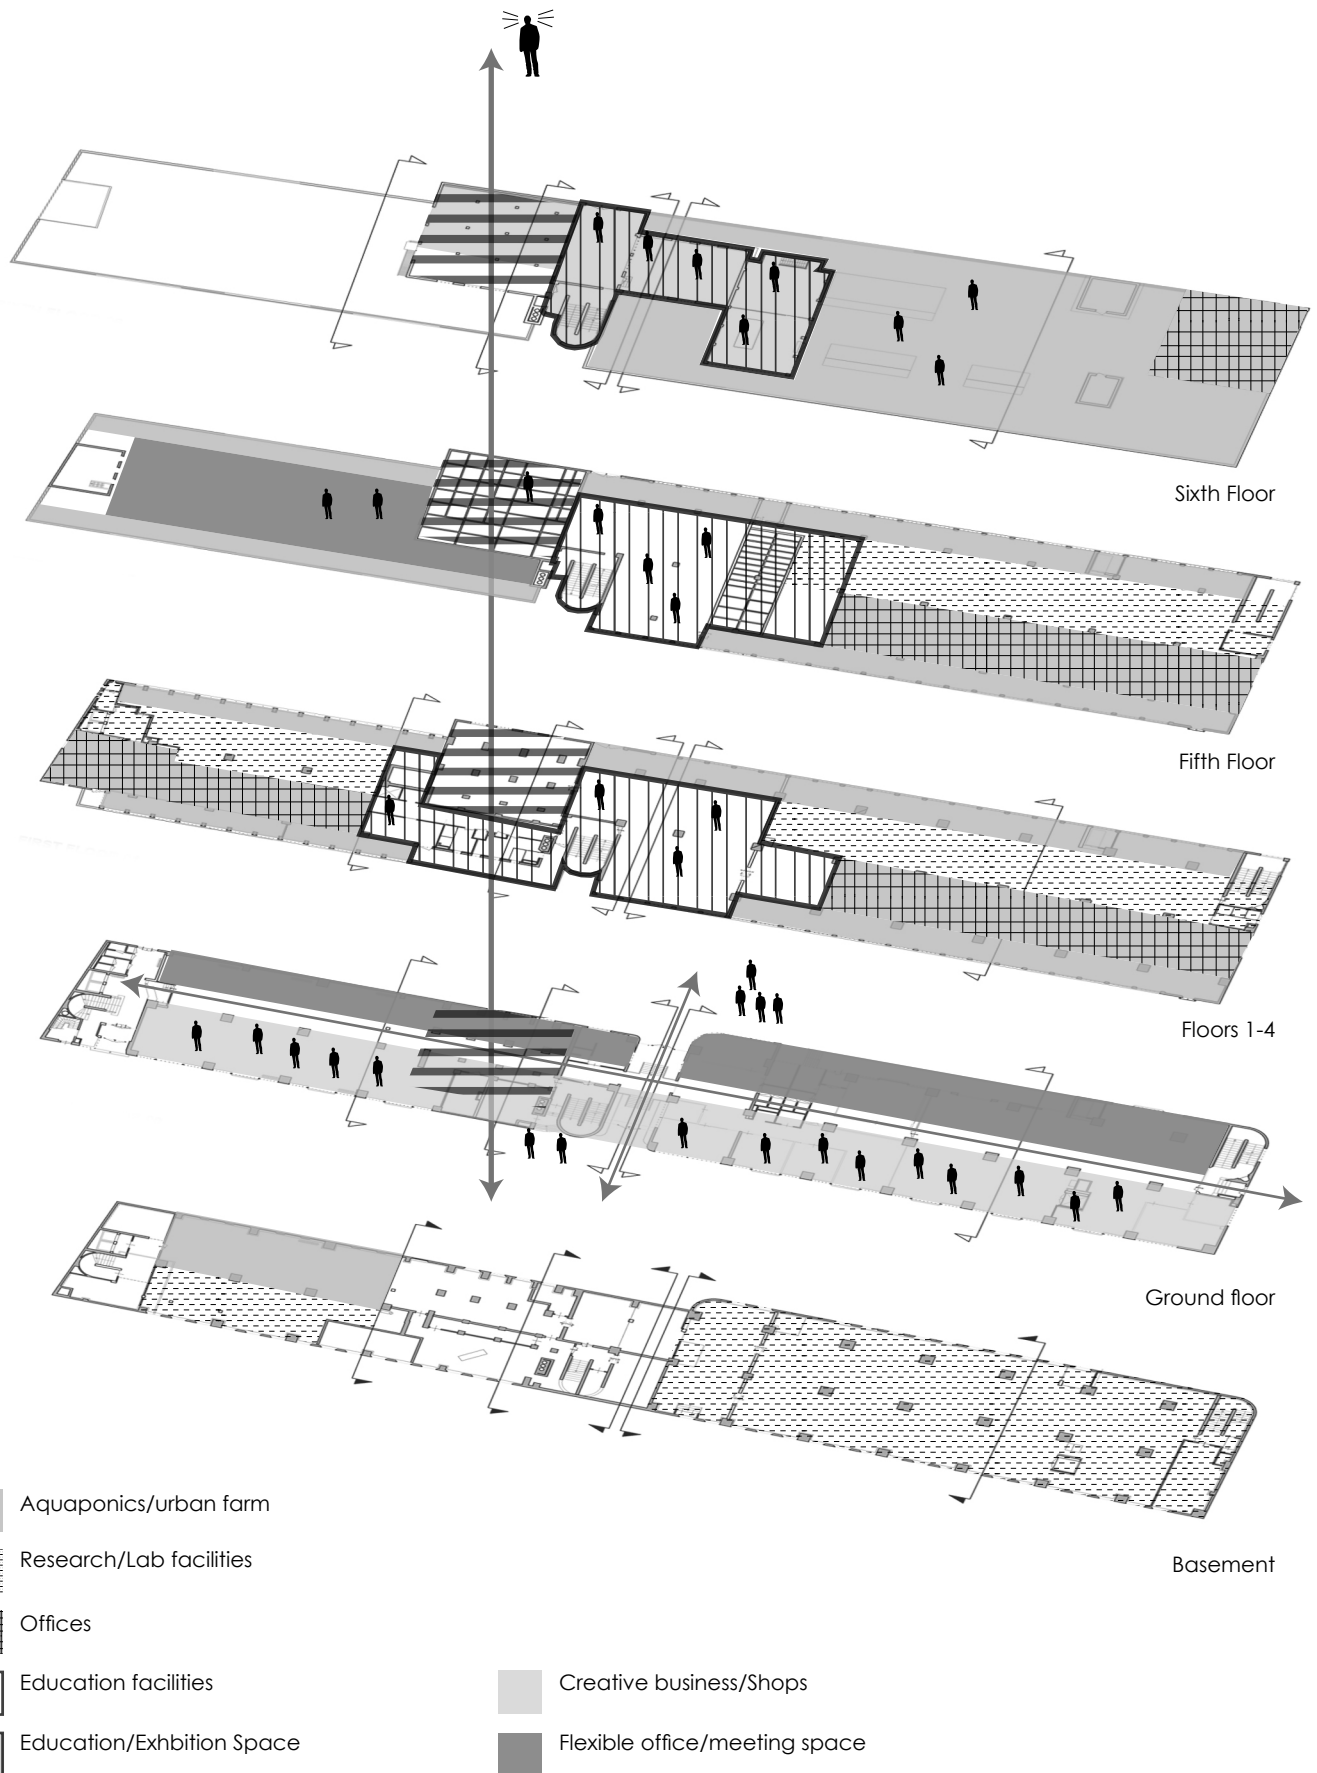 Sixth Floor
Fifth Floor
Floors 1-4
Ground floor
Basement
Aquaponics/urban farm
Research/Lab facilities
Offices
Education facilities
Education/Exhbition Space
Creative business/Shops
Flexible office/meeting space